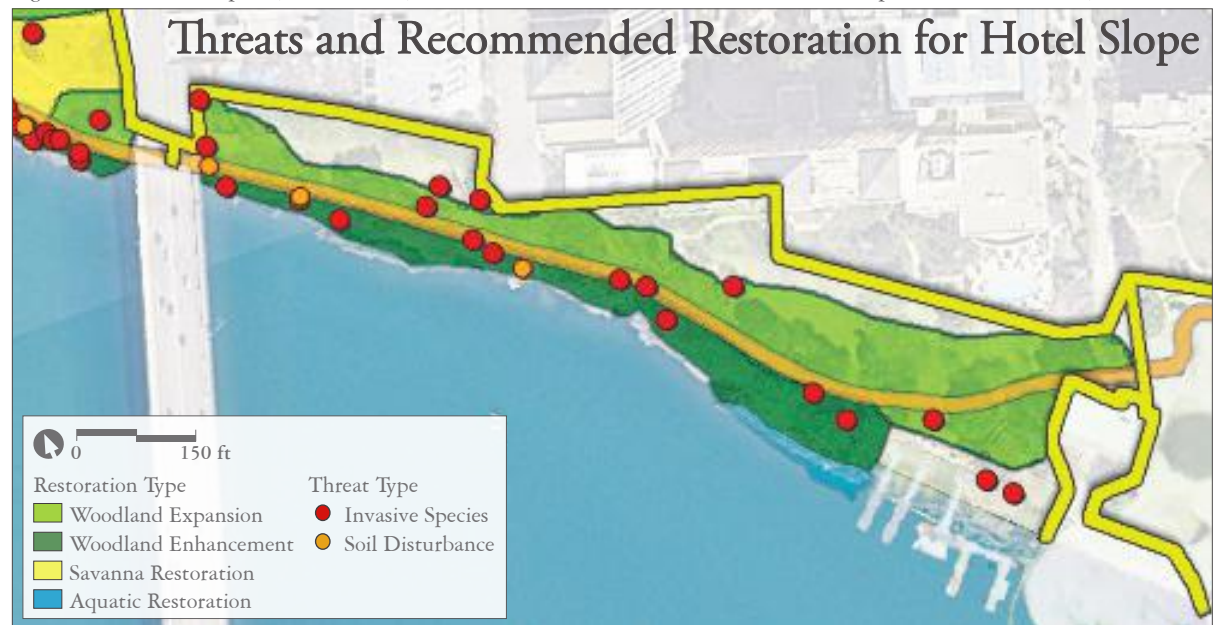 Threats and Recommended Restoration for Hotel Slope
0 150 ft
Restoration Type
Woodland Expansion
Woodland Enhancement
Savanna Restoration
Aquatic Restoration
Threat Type
Invasive Species
Soil Disturbance